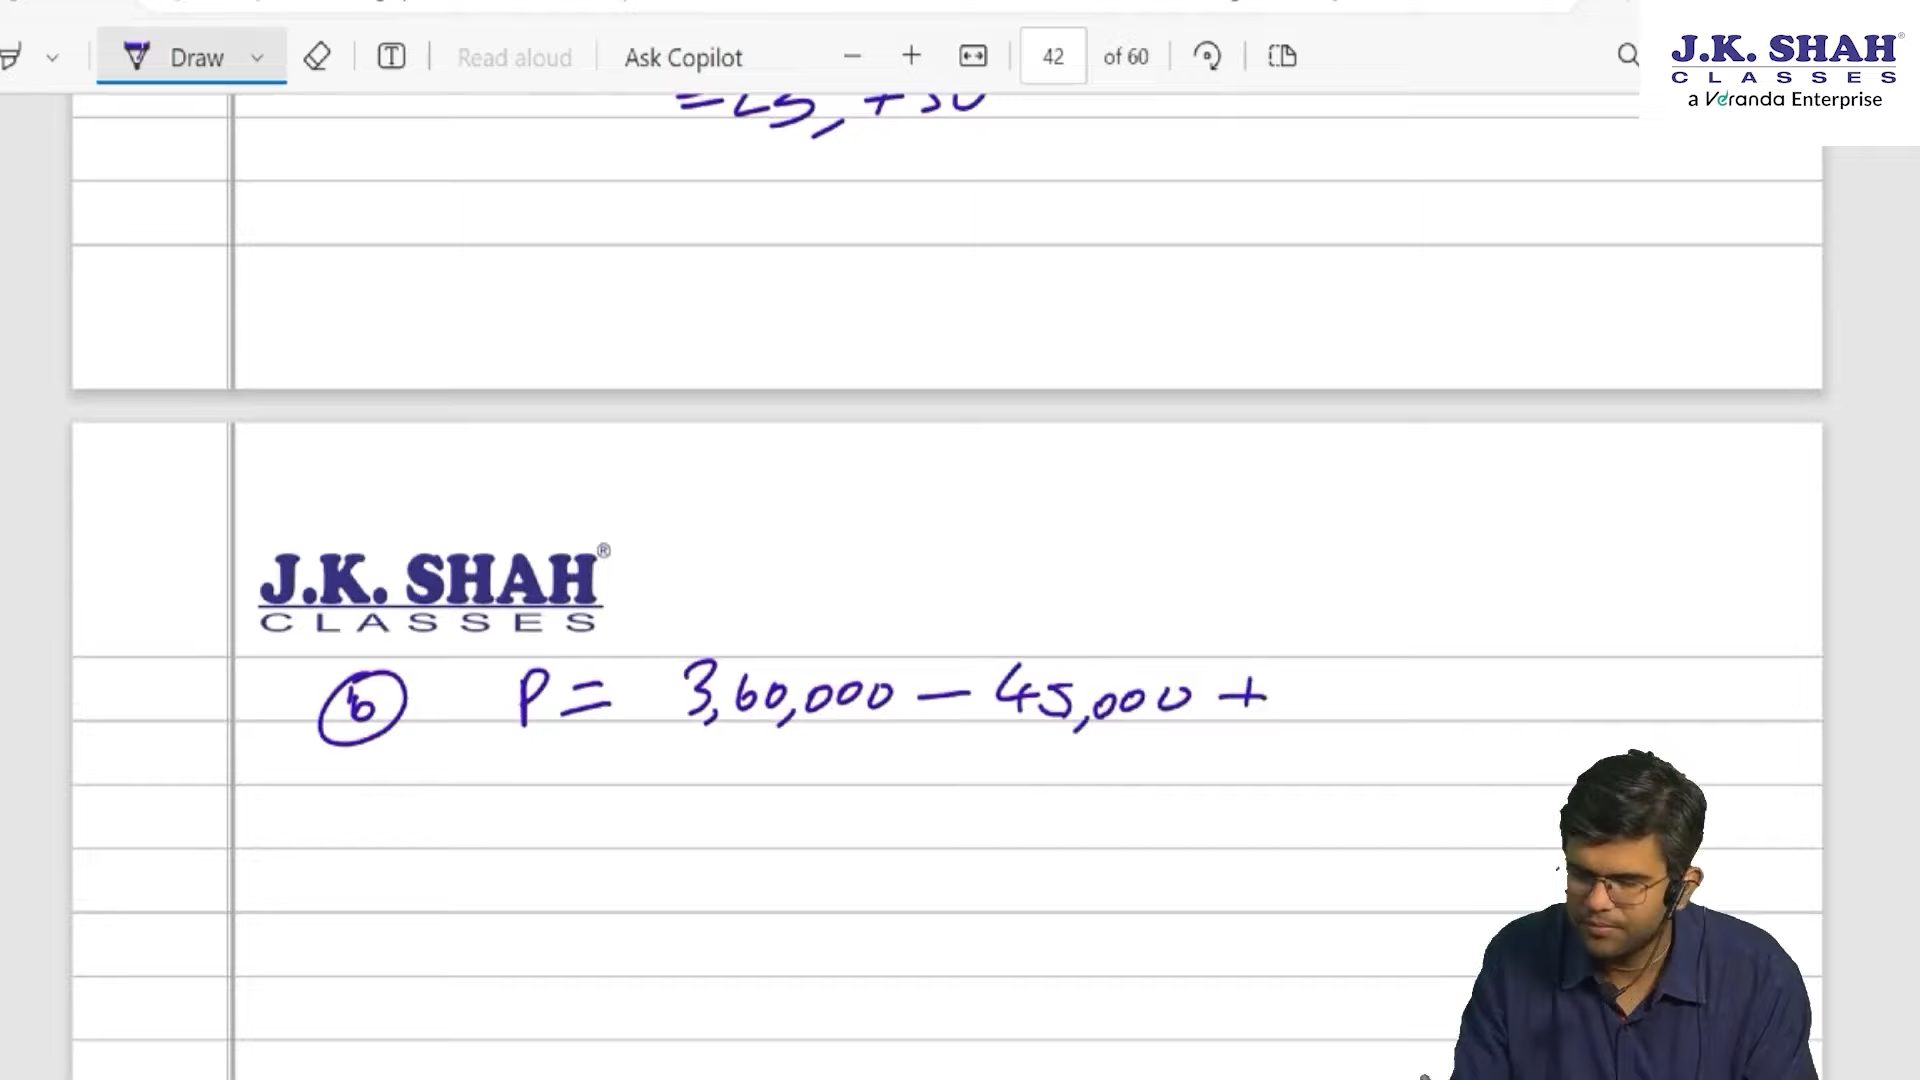 Draw
Read aloud
Ask Copilot
42
of 60
J.K. SHAH®
CLASSES
a Veranda Enterprise
J.K. SHAH®
CLASSES
b P = 3,60,000 - 45,000 +